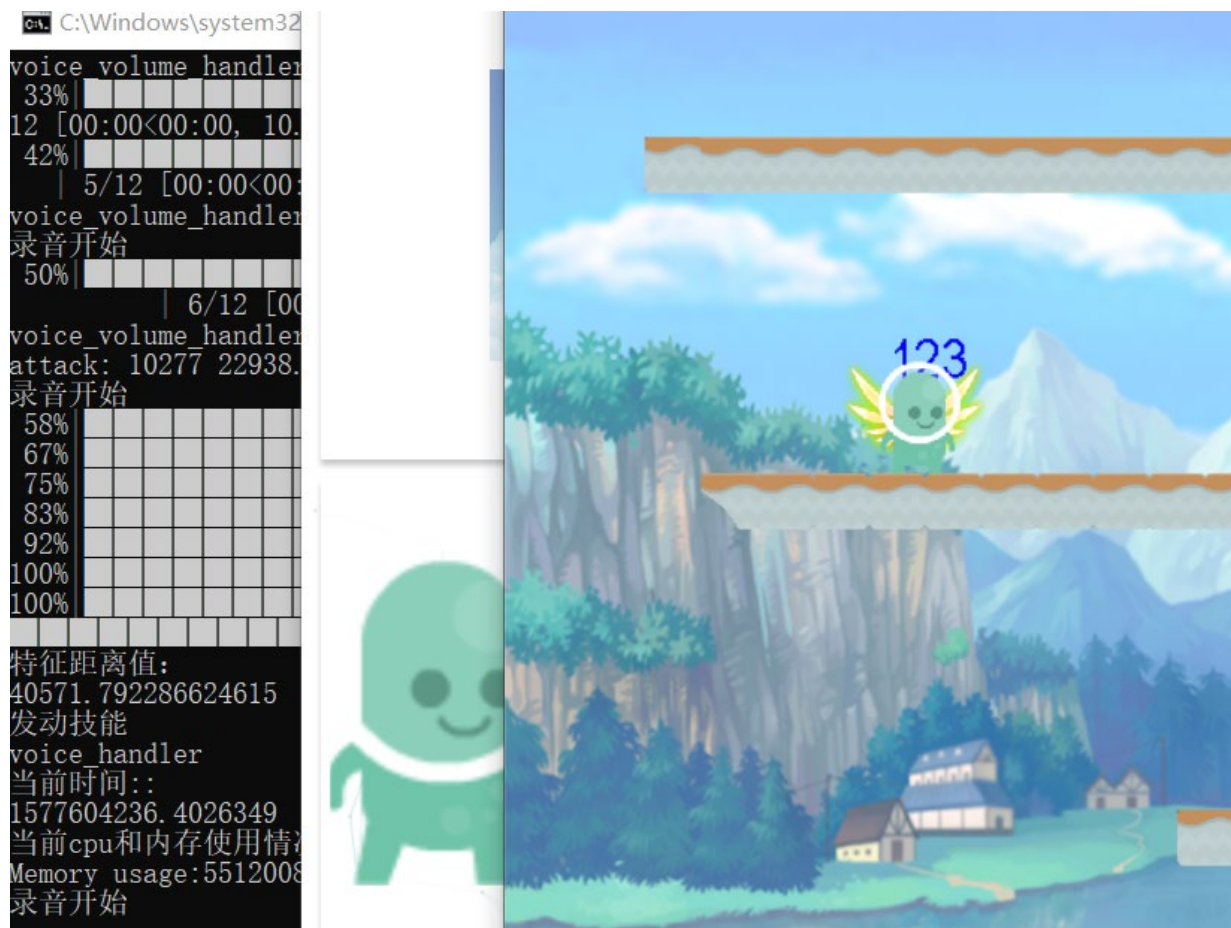 C:\Windows\system32
voice_volume_handler
33%
12 [00:00<00:00, 10.
42%
| 5/12 [00:00<00:
voice_volume_handler
录音开始
50%
| 6/12 [00
voice_volume_handler
attack: 10277 22938.
录音开始
58%
67%
75%
83%
92%
100%
100%
特征距离值:
40571.792286624615
发动技能
voice_handler
当前时间::
1577604236.4026349
当前cpu和内存使用情
Memory usage:5512008
录音开始
123